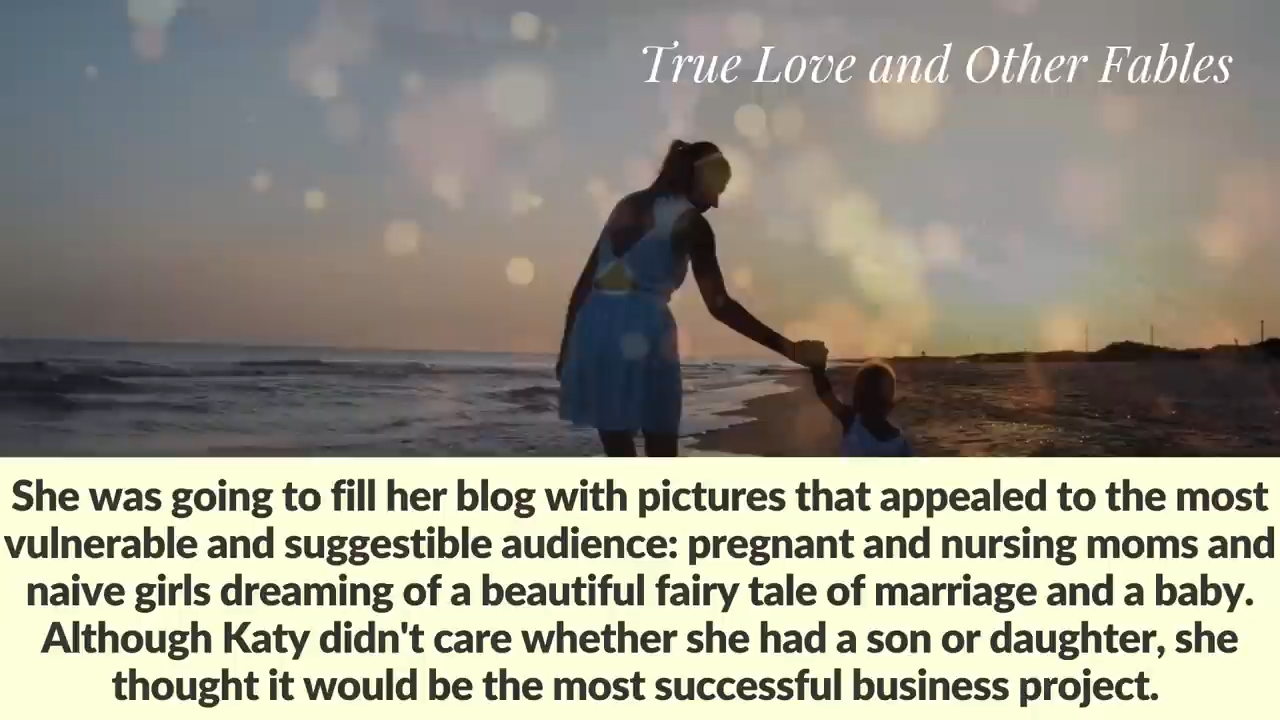 True Love and Other Fables
She was going to fill her blog with pictures that appealed to the most
vulnerable and suggestible audience: pregnant and nursing moms and
naive girls dreaming of a beautiful fairy tale of marriage and a baby.
Although Katy didn't care whether she had a son or daughter, she
thought it would be the most successful business project.